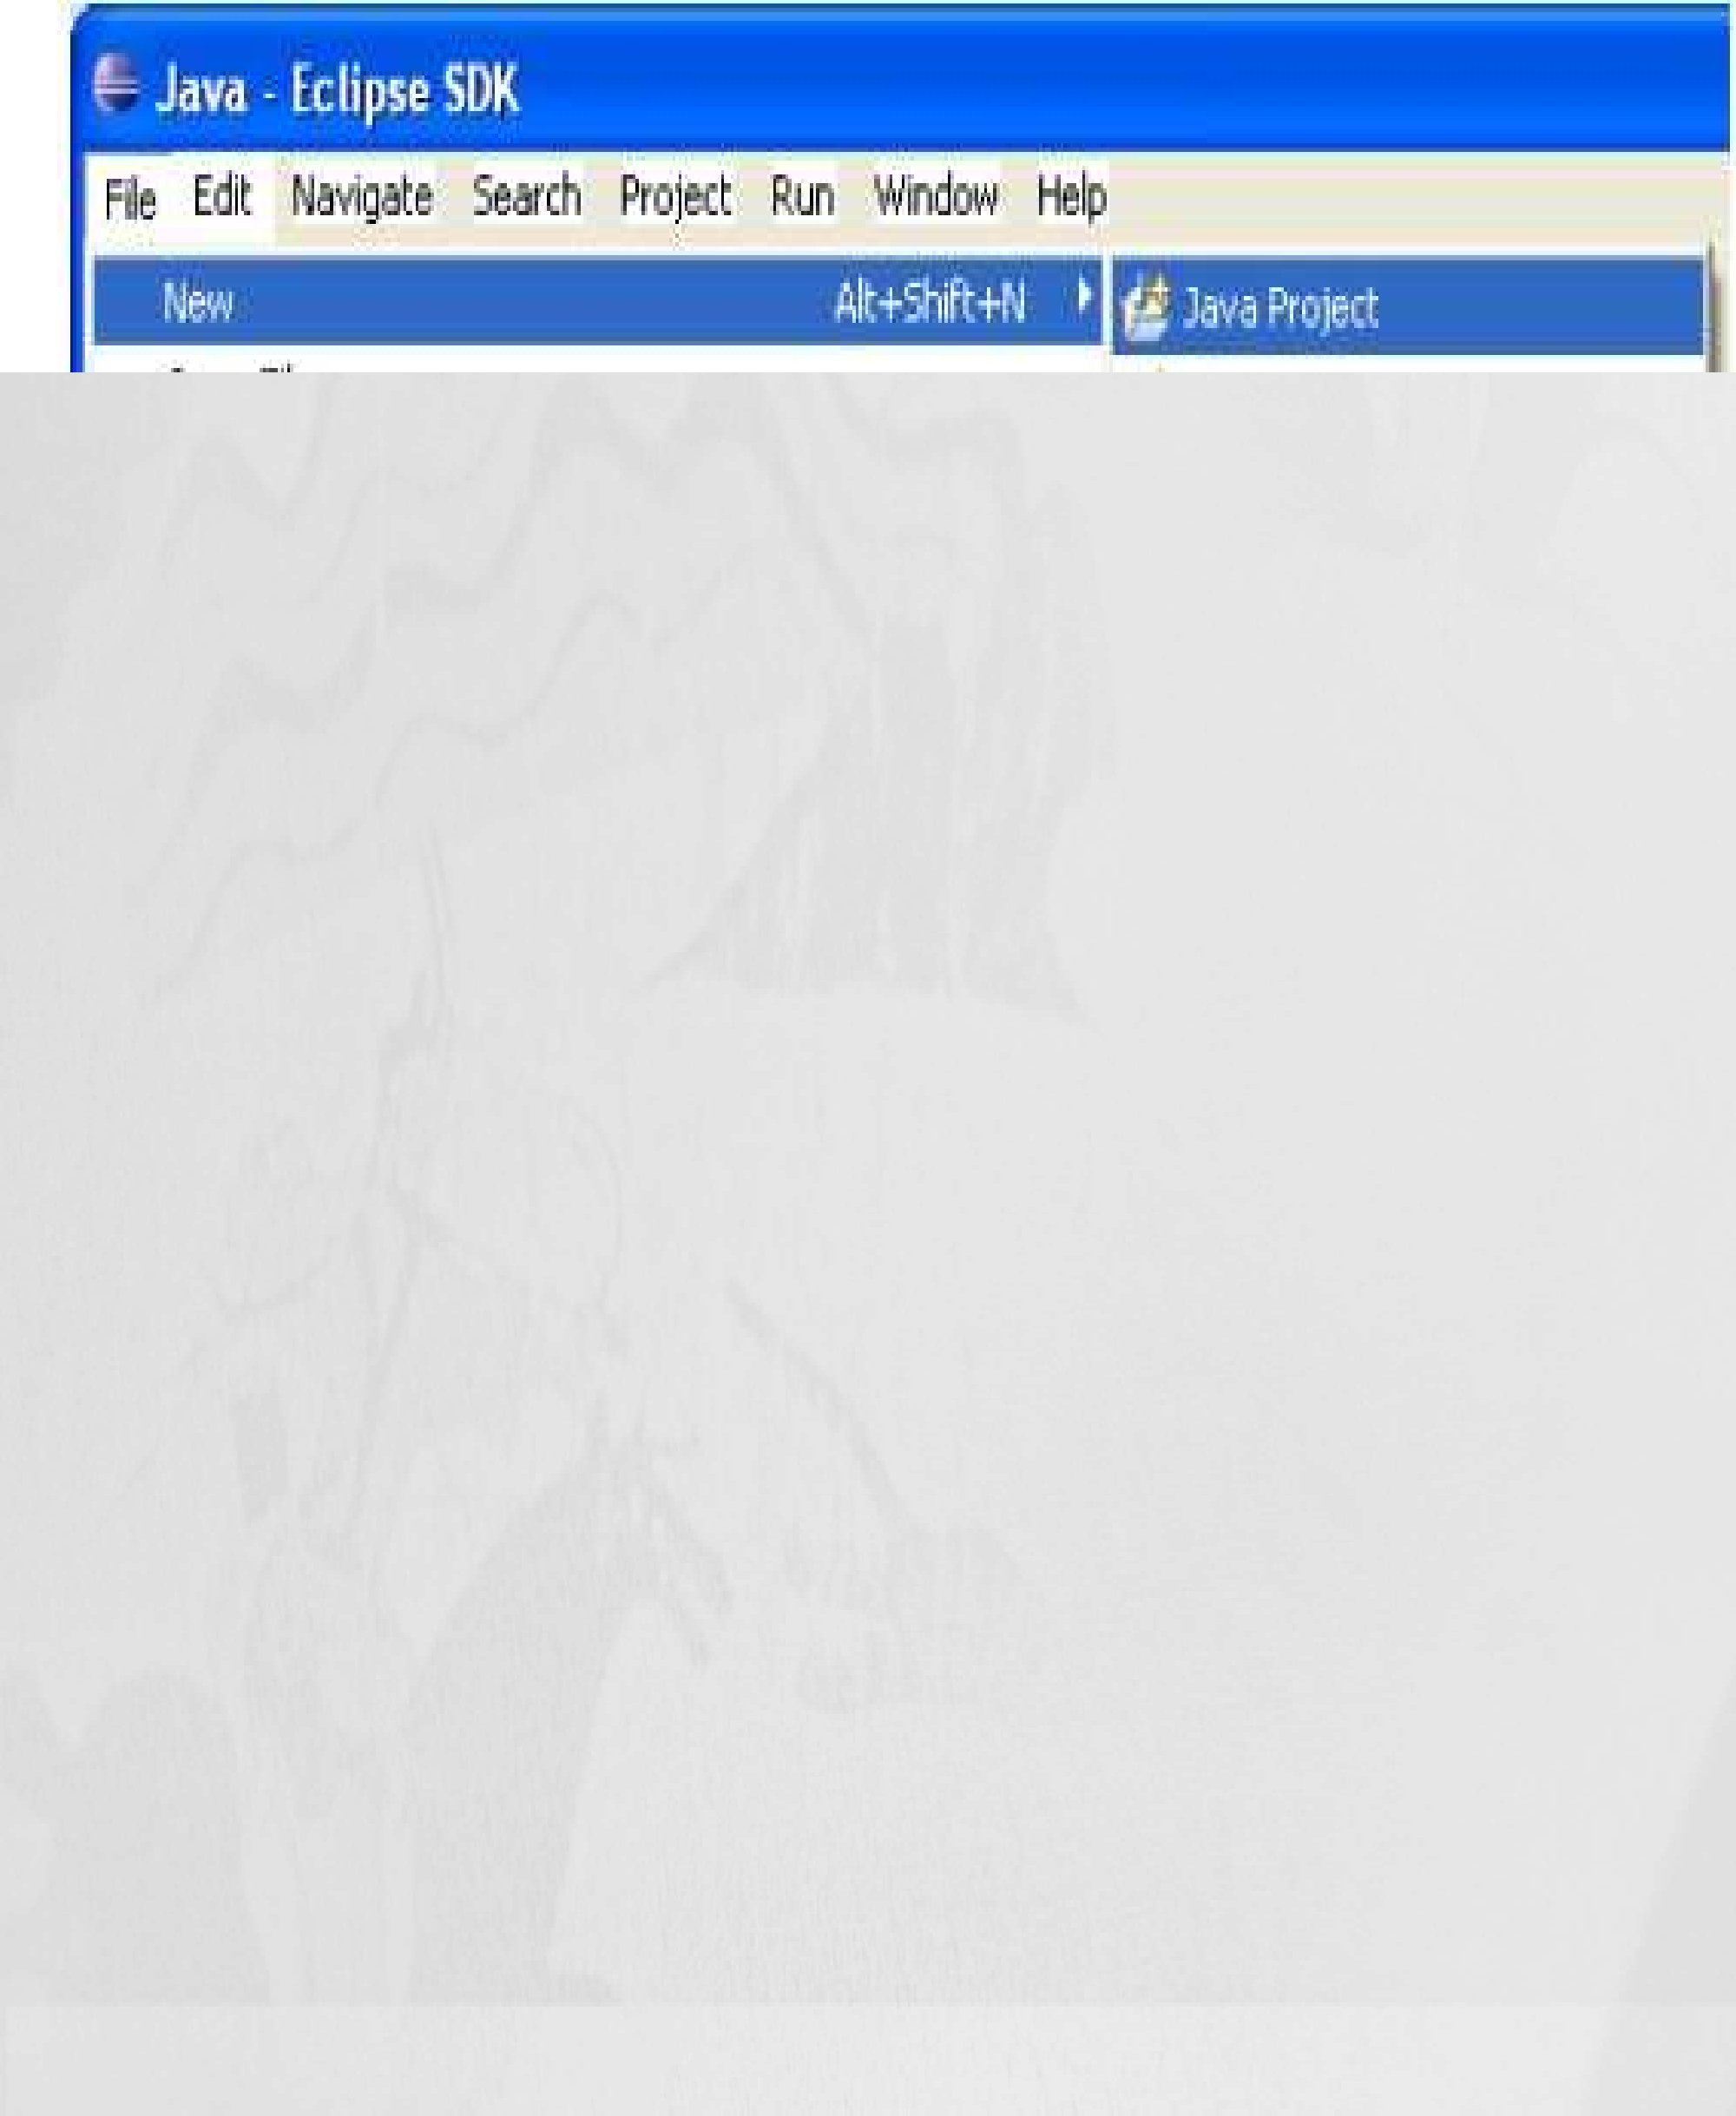 Java - Eclipse SDK
File Edit Navigate Search Project Run Window Help
New Alt+Shift+N Java Project